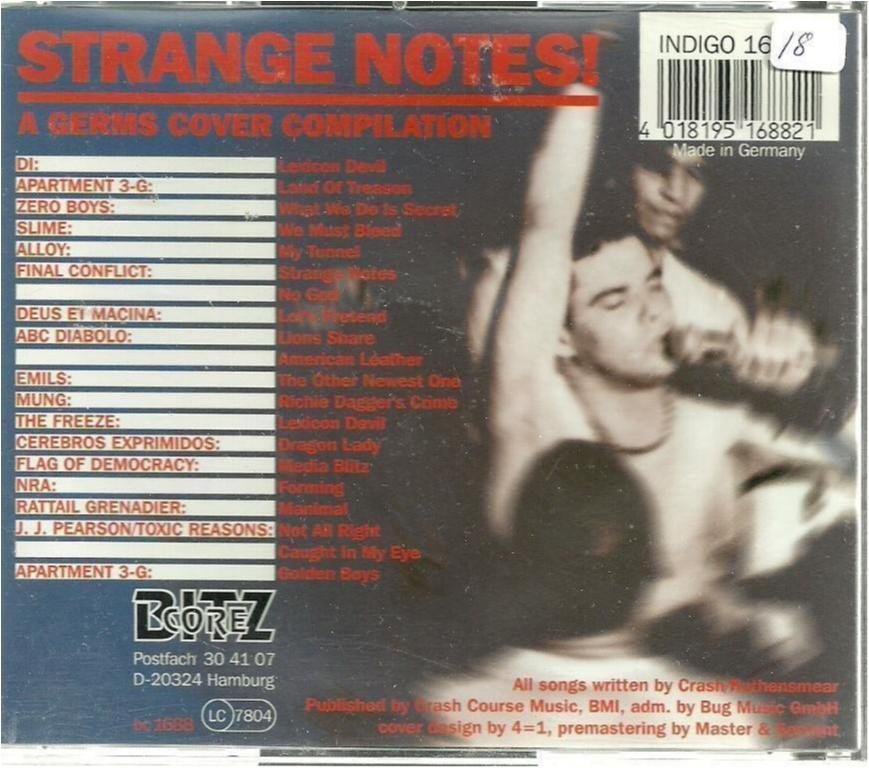 STRANGE NOTES!
A GERMS COVER COMPILATION
INDIGO 16
18
4 018195 168821
Made in Germany
DI: Lexicon Devil
APARTMENT 3-G: Land Of Treason
ZERO BOYS: What We Do Is Secret
SLIME: We Must Bleed
ALLOY: My Tunnel
FINAL CONFLICT: Strange Notes
No God
DEUS ET MACINA: Let's Pretend
ABC DIABOLO: Lions Share
American Leather
EMILS: The Other Newest One
MUNG: Richie Dagger's Crime
THE FREEZE: Lexicon Devil
CEREBROS EXPRIMIDOS: Dragon Lady
FLAG OF DEMOCRACY: Media Blitz
NRA: Forming
RATTAIL GRENADIER: Manimal
J. J. PEARSON/TOXIC REASONS: Not All Right
Caught In My Eye
APARTMENT 3-G: Golden Boys
BITZCORE
Postfach 30 41 07
D-20324 Hamburg
bc 1688 LC 7804
All songs written by Crash/Ruthensmear
Published by Crash Course Music, BMI, adm. by Bug Music GmbH
cover design by 4=1, premastering by Master & Servant